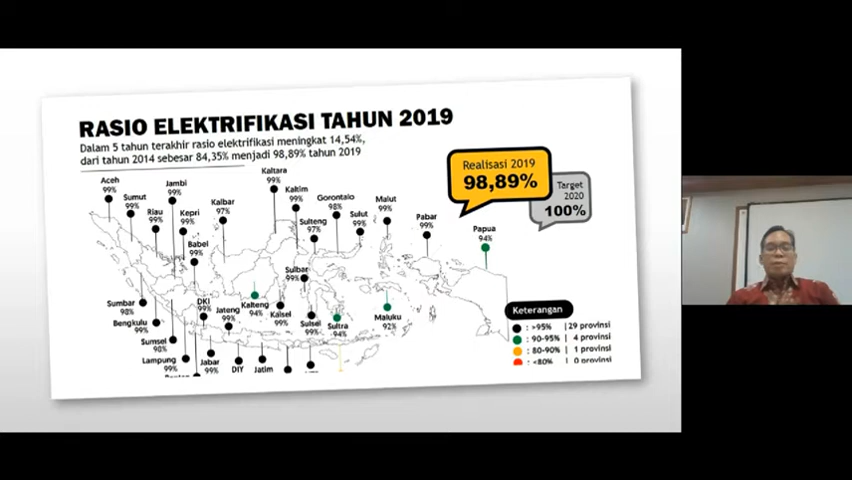 RASIO ELEKTRIFIKASI TAHUN 2019
Dalam 5 tahun terakhir rasio elektrifikasi meningkat 14,54%,
dari tahun 2014 sebesar 84,35% menjadi 98,89% tahun 2019
Realisasi 2019
98,89%
Target
2020
100%
Aceh
99%
Sumut
99%
Riau
99%
Jambi
99%
Kepri
99%
Babel
99%
Kalbar
97%
Kaltara
99%
Kaltim
99%
Sulteng
97%
Gorontalo
98%
Sulut
99%
Malut
99%
Pabar
99%
Papua
94%
Sulbar
99%
Sumbar
98%
Bengkulu
99%
Sumsel
98%
Lampung
99%
DKI
99%
Jateng
99%
Jabar
99%
DIY
Jatim
Kalteng
94%
Kalsel
99%
Sulsel
99%
Sultra
94%
Maluku
92%
Keterangan
: >95% | 29 provinsi
: 90-95% | 4 provinsi
: 80-90% | 1 provinsi
: <80% | 0 provinsi